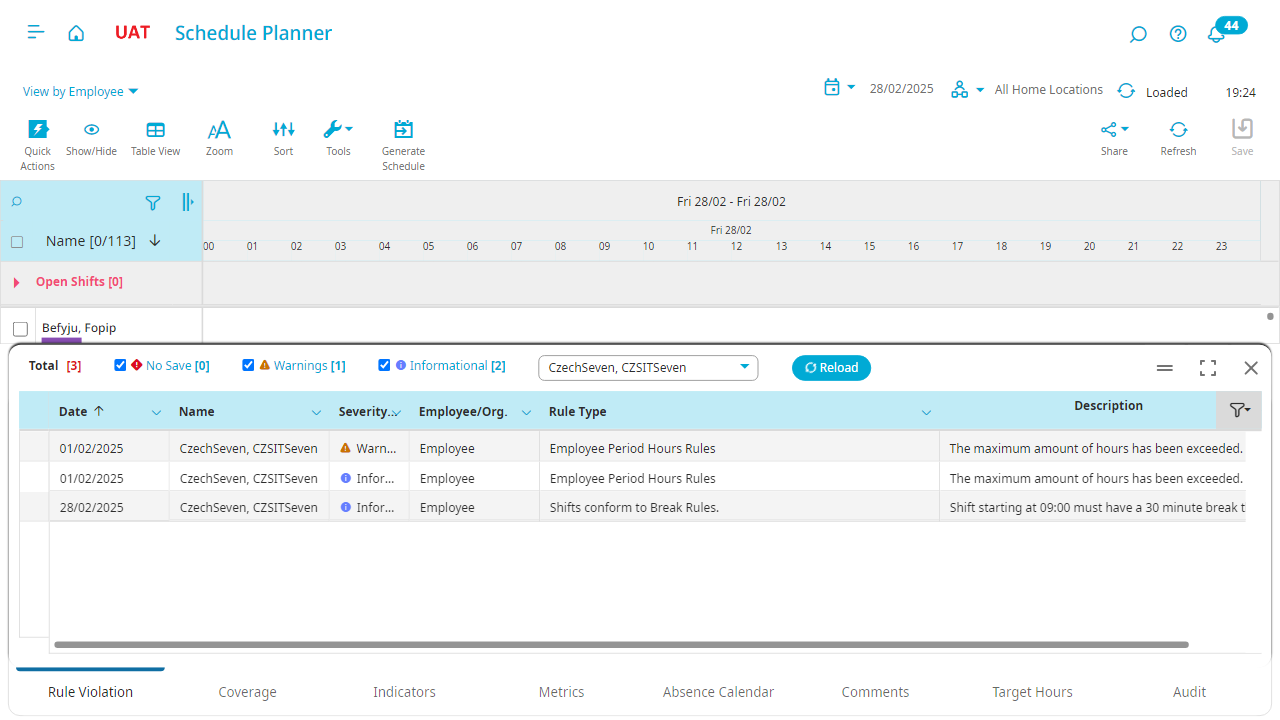 UAT
Schedule Planner
44
View by Employee
28/02/2025
All Home Locations
Loaded
19:24
Quick Actions
Show/Hide
Table View
Zoom
Sort
Tools
Generate Schedule
Share
Refresh
Save
Fri 28/02 - Fri 28/02
Name [0/113]
Fri 28/02
00 01 02 03 04 05 06 07 08 09 10 11 12 13 14 15 16 17 18 19 20 21 22 23
Open Shifts [0]
Befyju, Fopip
Total [3]
No Save [0]
Warnings [1]
Informational [2]
CzechSeven, CZSITSeven
Reload
Date Name Severity... Employee/Org. Rule Type Description
01/02/2025 CzechSeven, CZSITSeven Warn... Employee Employee Period Hours Rules The maximum amount of hours has been exceeded.
01/02/2025 CzechSeven, CZSITSeven Infor... Employee Employee Period Hours Rules The maximum amount of hours has been exceeded.
28/02/2025 CzechSeven, CZSITSeven Infor... Employee Shifts conform to Break Rules. Shift starting at 09:00 must have a 30 minute break t
Rule Violation
Coverage
Indicators
Metrics
Absence Calendar
Comments
Target Hours
Audit